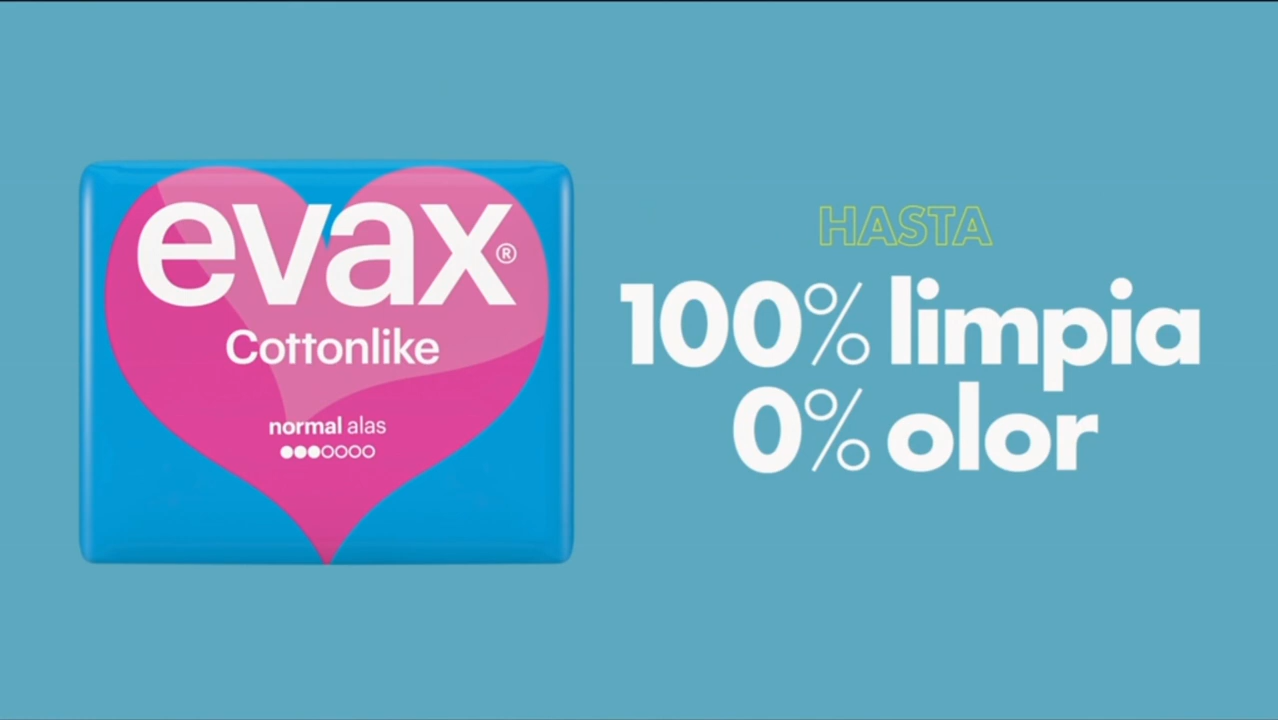 evax®
Cottonlike
normal alas
HASTA
100% limpia
0% olor